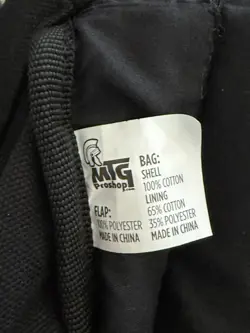 MTG
Proshop
FLAP:
100% POLYESTER
MADE IN CHINA
BAG:
SHELL
100% COTTON
LINING
65% COTTON
35% POLYESTER
MADE IN CHINA